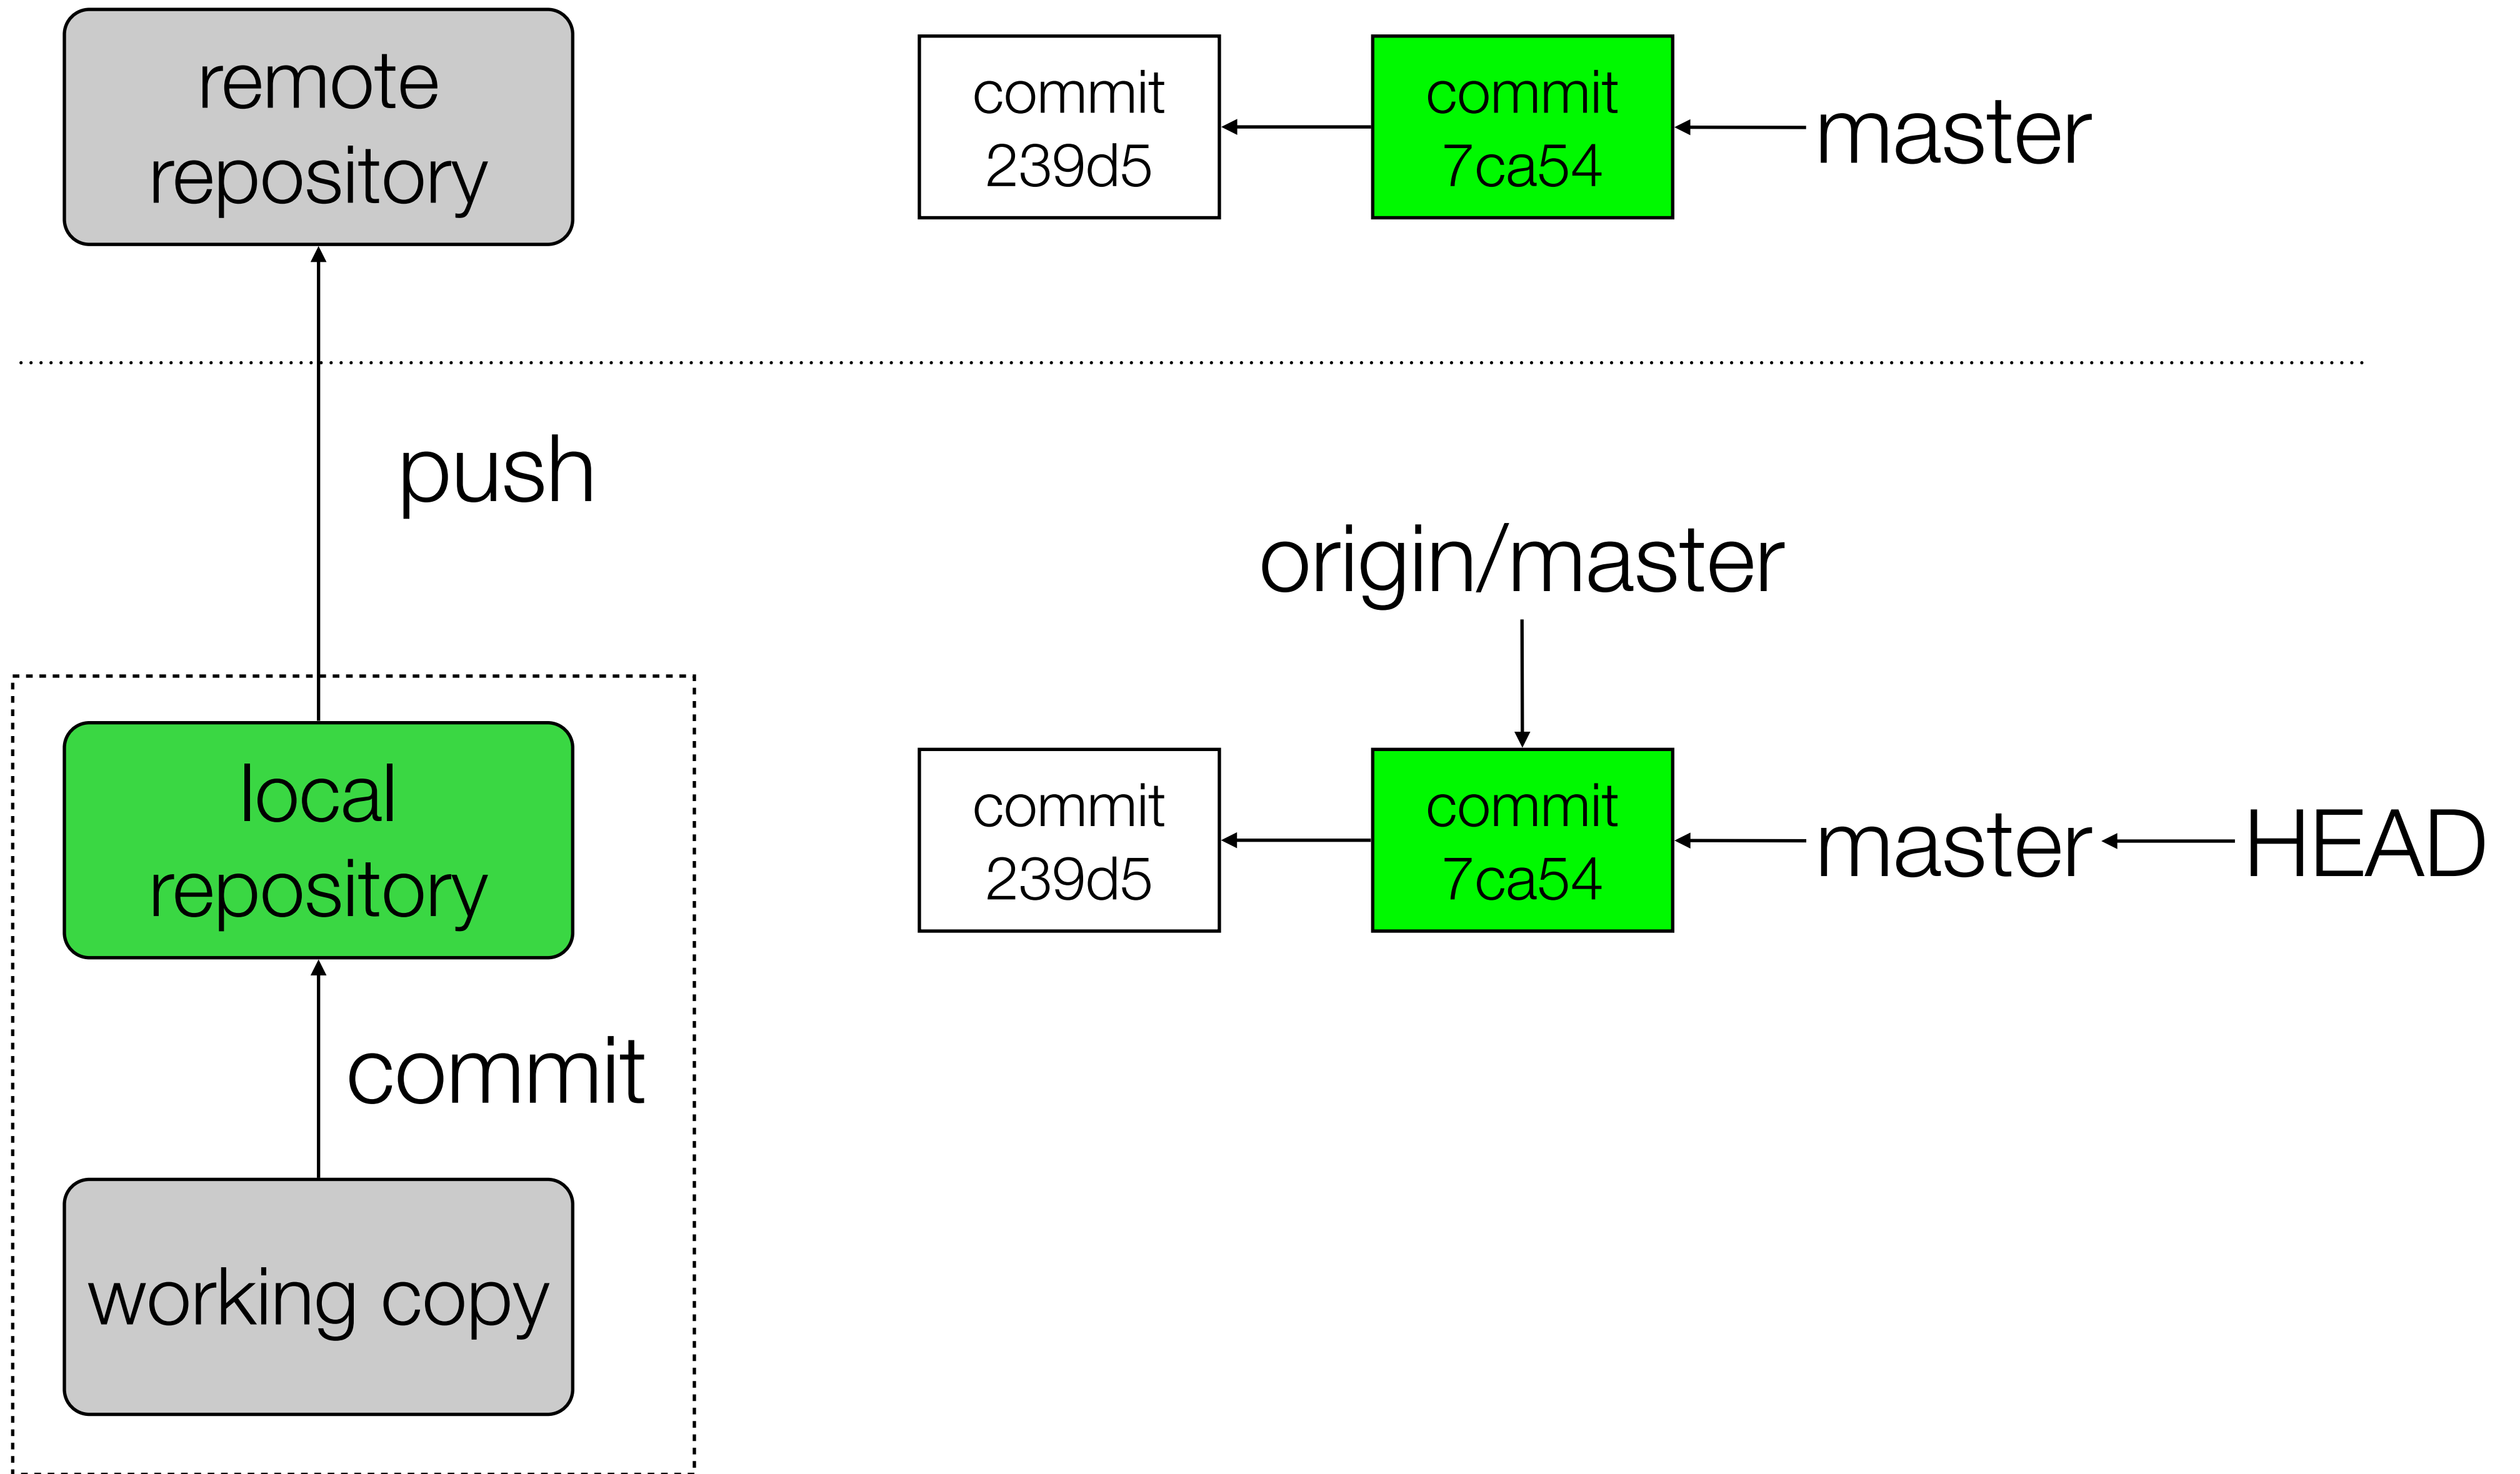 remote
repository
commit
239d5
commit
7ca54
master
push
origin/master
local
repository
commit
239d5
commit
7ca54
master
HEAD
commit
working copy